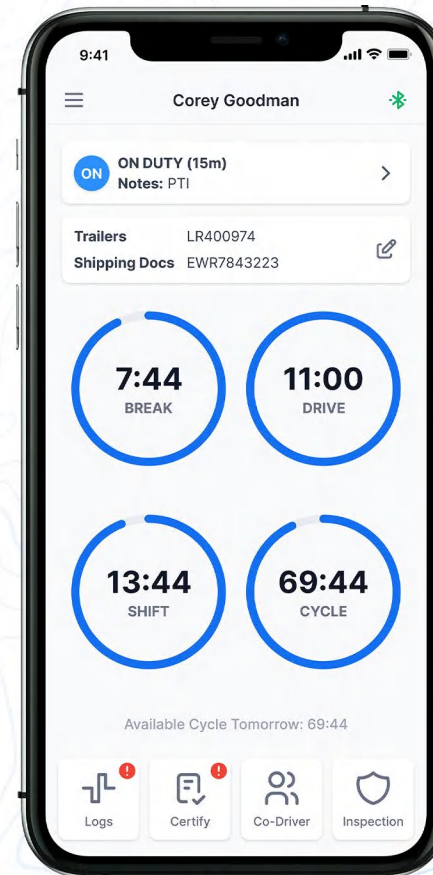 9:41
Corey Goodman
ON
ON DUTY (15m)
Notes: PTI
Trailers LR400974
Shipping Docs EWR7843223
7:44
BREAK
11:00
DRIVE
13:44
SHIFT
69:44
CYCLE
Available Cycle Tomorrow: 69:44
Logs
Certify
Co-Driver
Inspection